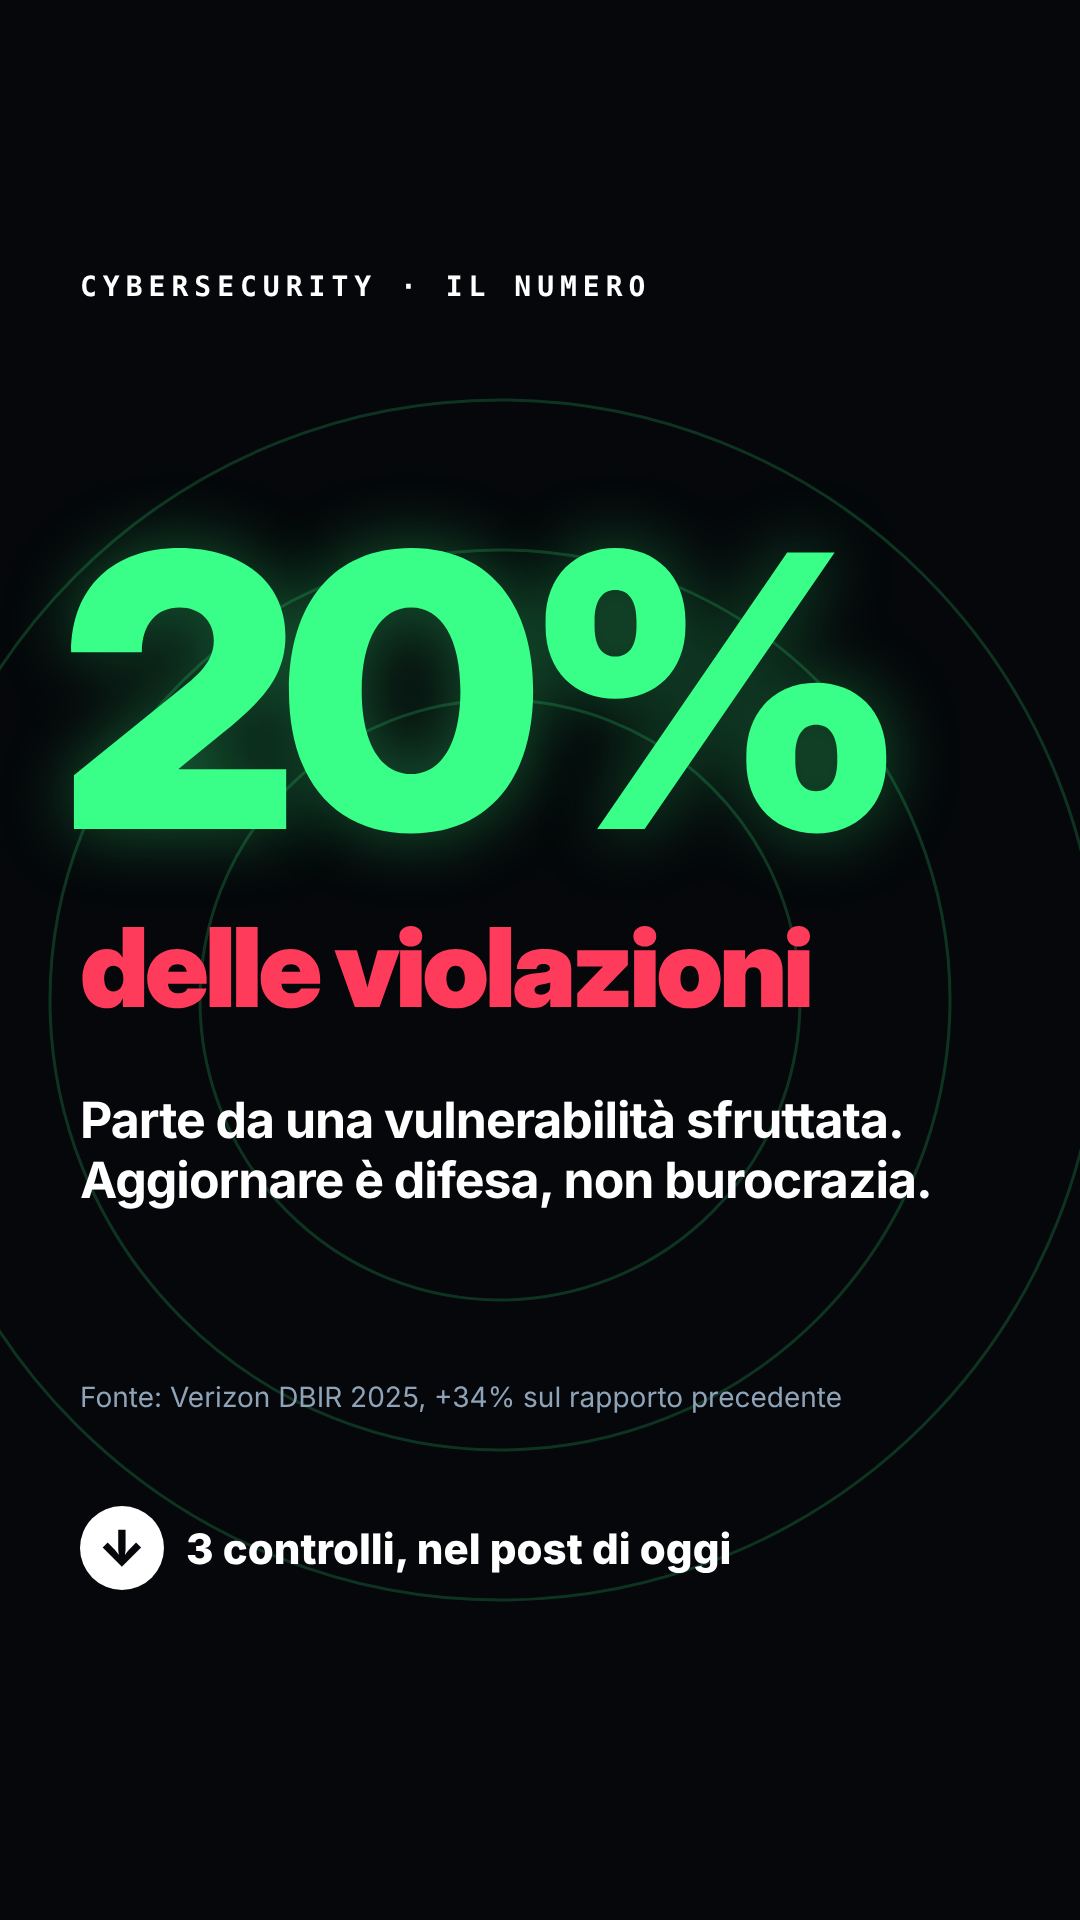 CYBERSECURITY · IL NUMERO
20%
delle violazioni
Parte da una vulnerabilità sfruttata.
Aggiornare è difesa, non burocrazia.
Fonte: Verizon DBIR 2025, +34% sul rapporto precedente
3 controlli, nel post di oggi